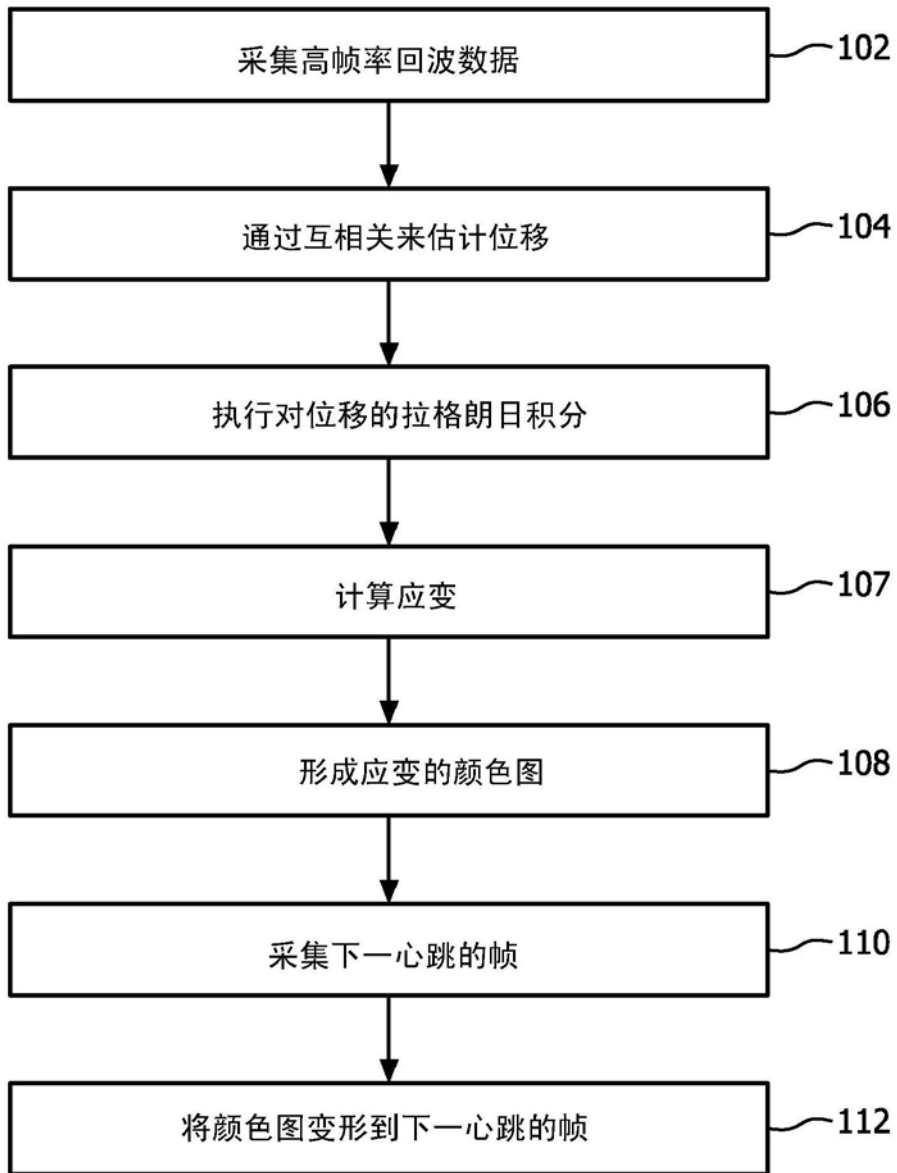 采集高帧率回波数据
102
通过互相关来估计位移
104
执行对位移的拉格朗日积分
106
计算应变
107
形成应变的颜色图
108
采集下一心跳的帧
110
将颜色图变形到下一心跳的帧
112